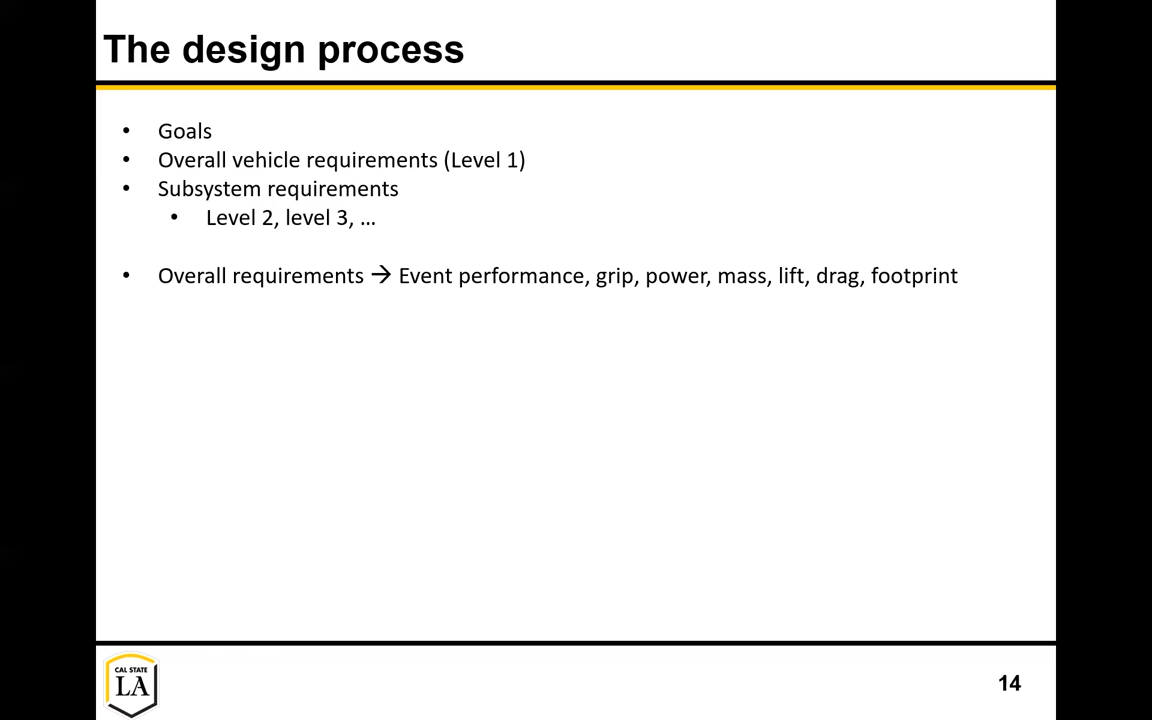 The design process
• Goals
• Overall vehicle requirements (Level 1)
• Subsystem requirements
• Level 2, level 3, ...
• Overall requirements → Event performance, grip, power, mass, lift, drag, footprint
CAL STATE
LA
14